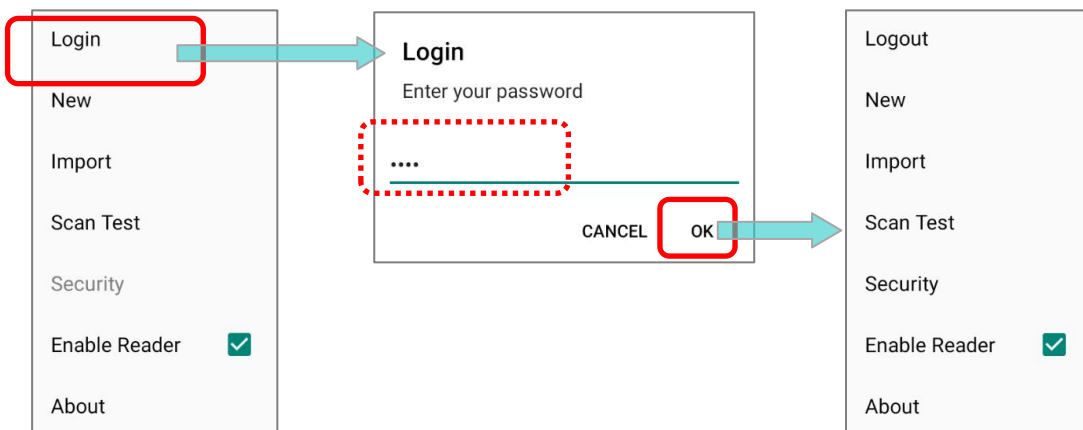 Login
New
Import
Scan Test
Security
Enable Reader
About
Login
Enter your password
••••
CANCEL OK
Logout
New
Import
Scan Test
Security
Enable Reader
About